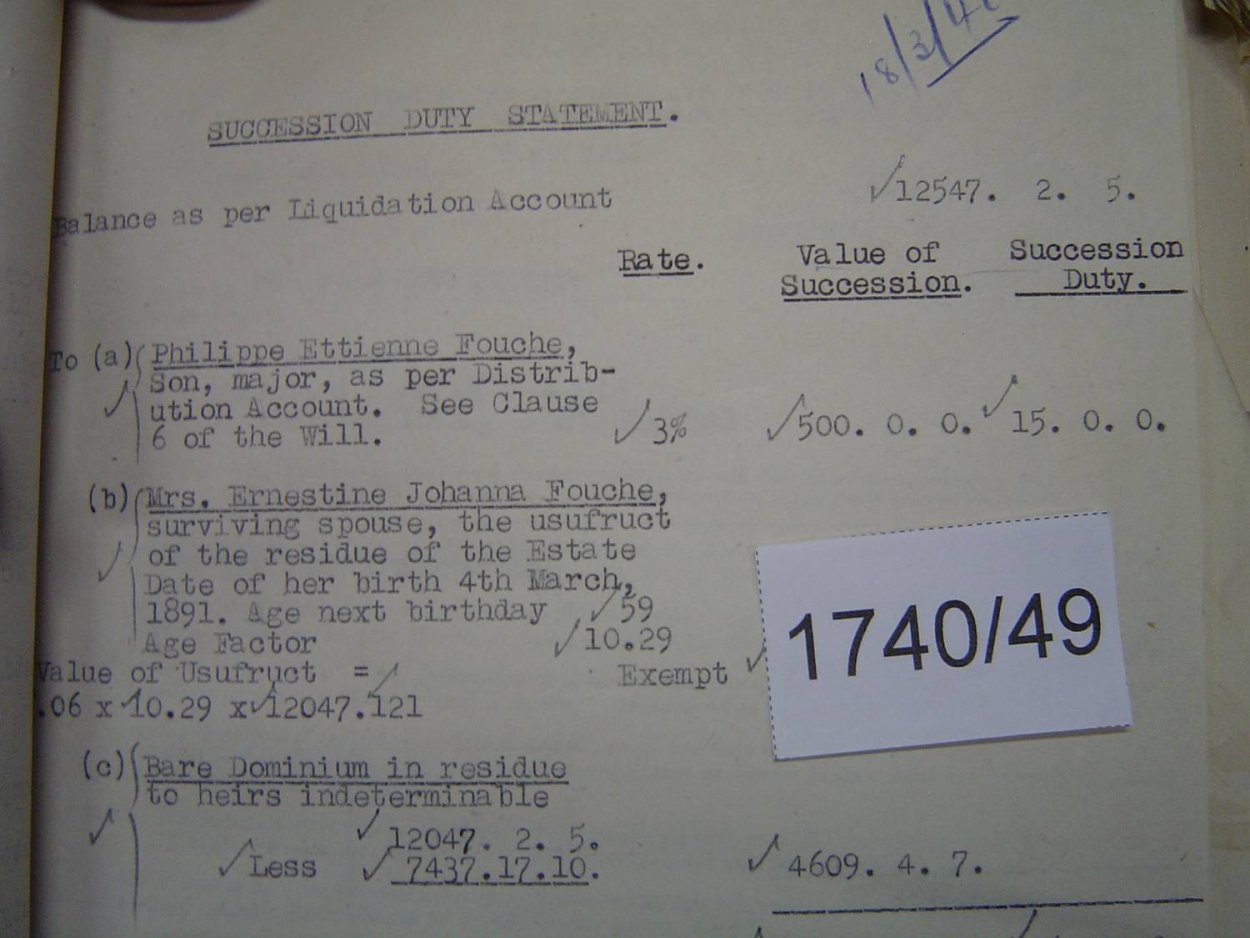 18/3/4
SUCCESSION DUTY STATEMENT.
Balance as per Liquidation Account ✓12547. 2. 5.
Rate. Value of Succession. Succession Duty.
To (a) Philippe Ettienne Fouche,
Son, major, as per Distrib-
ution Account. See Clause
6 of the Will. ✓3% ✓500. 0. 0. ✓15. 0. 0.
(b) Mrs. Ernestine Johanna Fouche,
surviving spouse, the usufruct
of the residue of the Estate
Date of her birth 4th March,
1891. Age next birthday ✓59
Age Factor ✓10.29
Value of Usufruct = Exempt
.06 x 10.29 x 12047.121
1740/49
(c) Bare Dominium in residue
to heirs indeterminable
✓12047. 2. 5.
✓Less ✓7437.17.10. ✓4609. 4. 7.